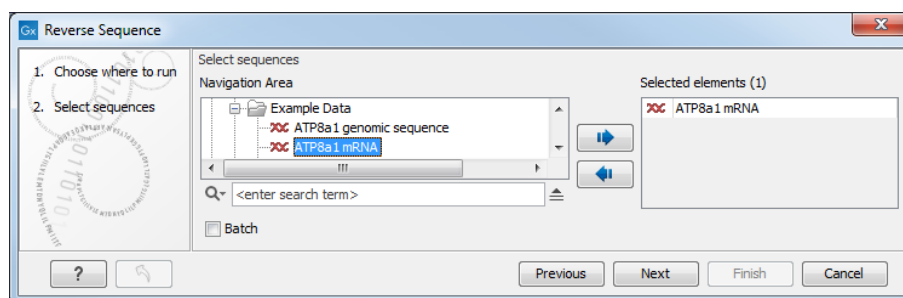 Gx Reverse Sequence
1. Choose where to run
2. Select sequences
Select sequences
Navigation Area
Example Data
ATP8a1 genomic sequence
ATP8a1 mRNA
<enter search term>
Batch
Selected elements (1)
ATP8a1 mRNA
?
Previous
Next
Finish
Cancel